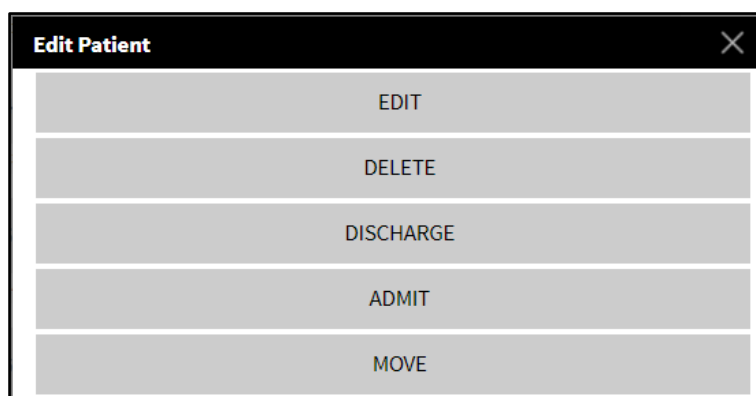 Edit Patient
EDIT
DELETE
DISCHARGE
ADMIT
MOVE